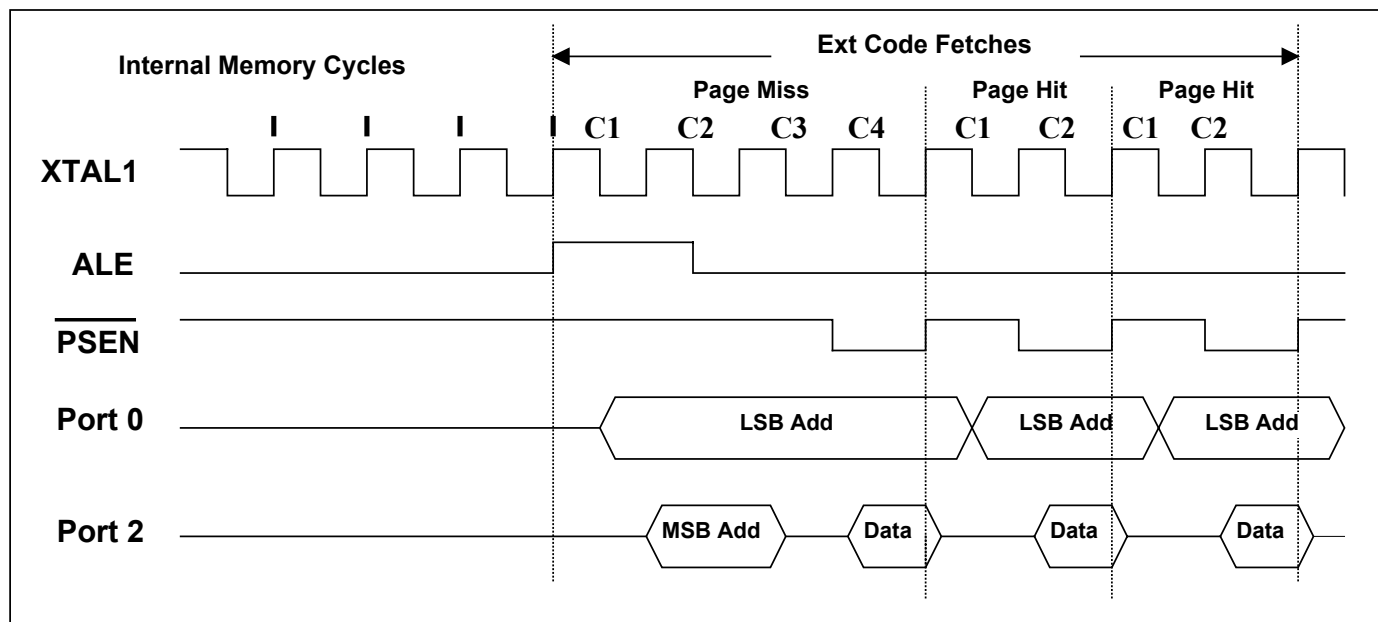 Ext Code Fetches
Internal Memory Cycles
Page Miss
Page Hit
Page Hit
C1 C2 C3 C4 C1 C2 C1 C2
XTAL1
ALE
PSEN
Port 0
LSB Add
LSB Add
LSB Add
Port 2
MSB Add
Data
Data
Data